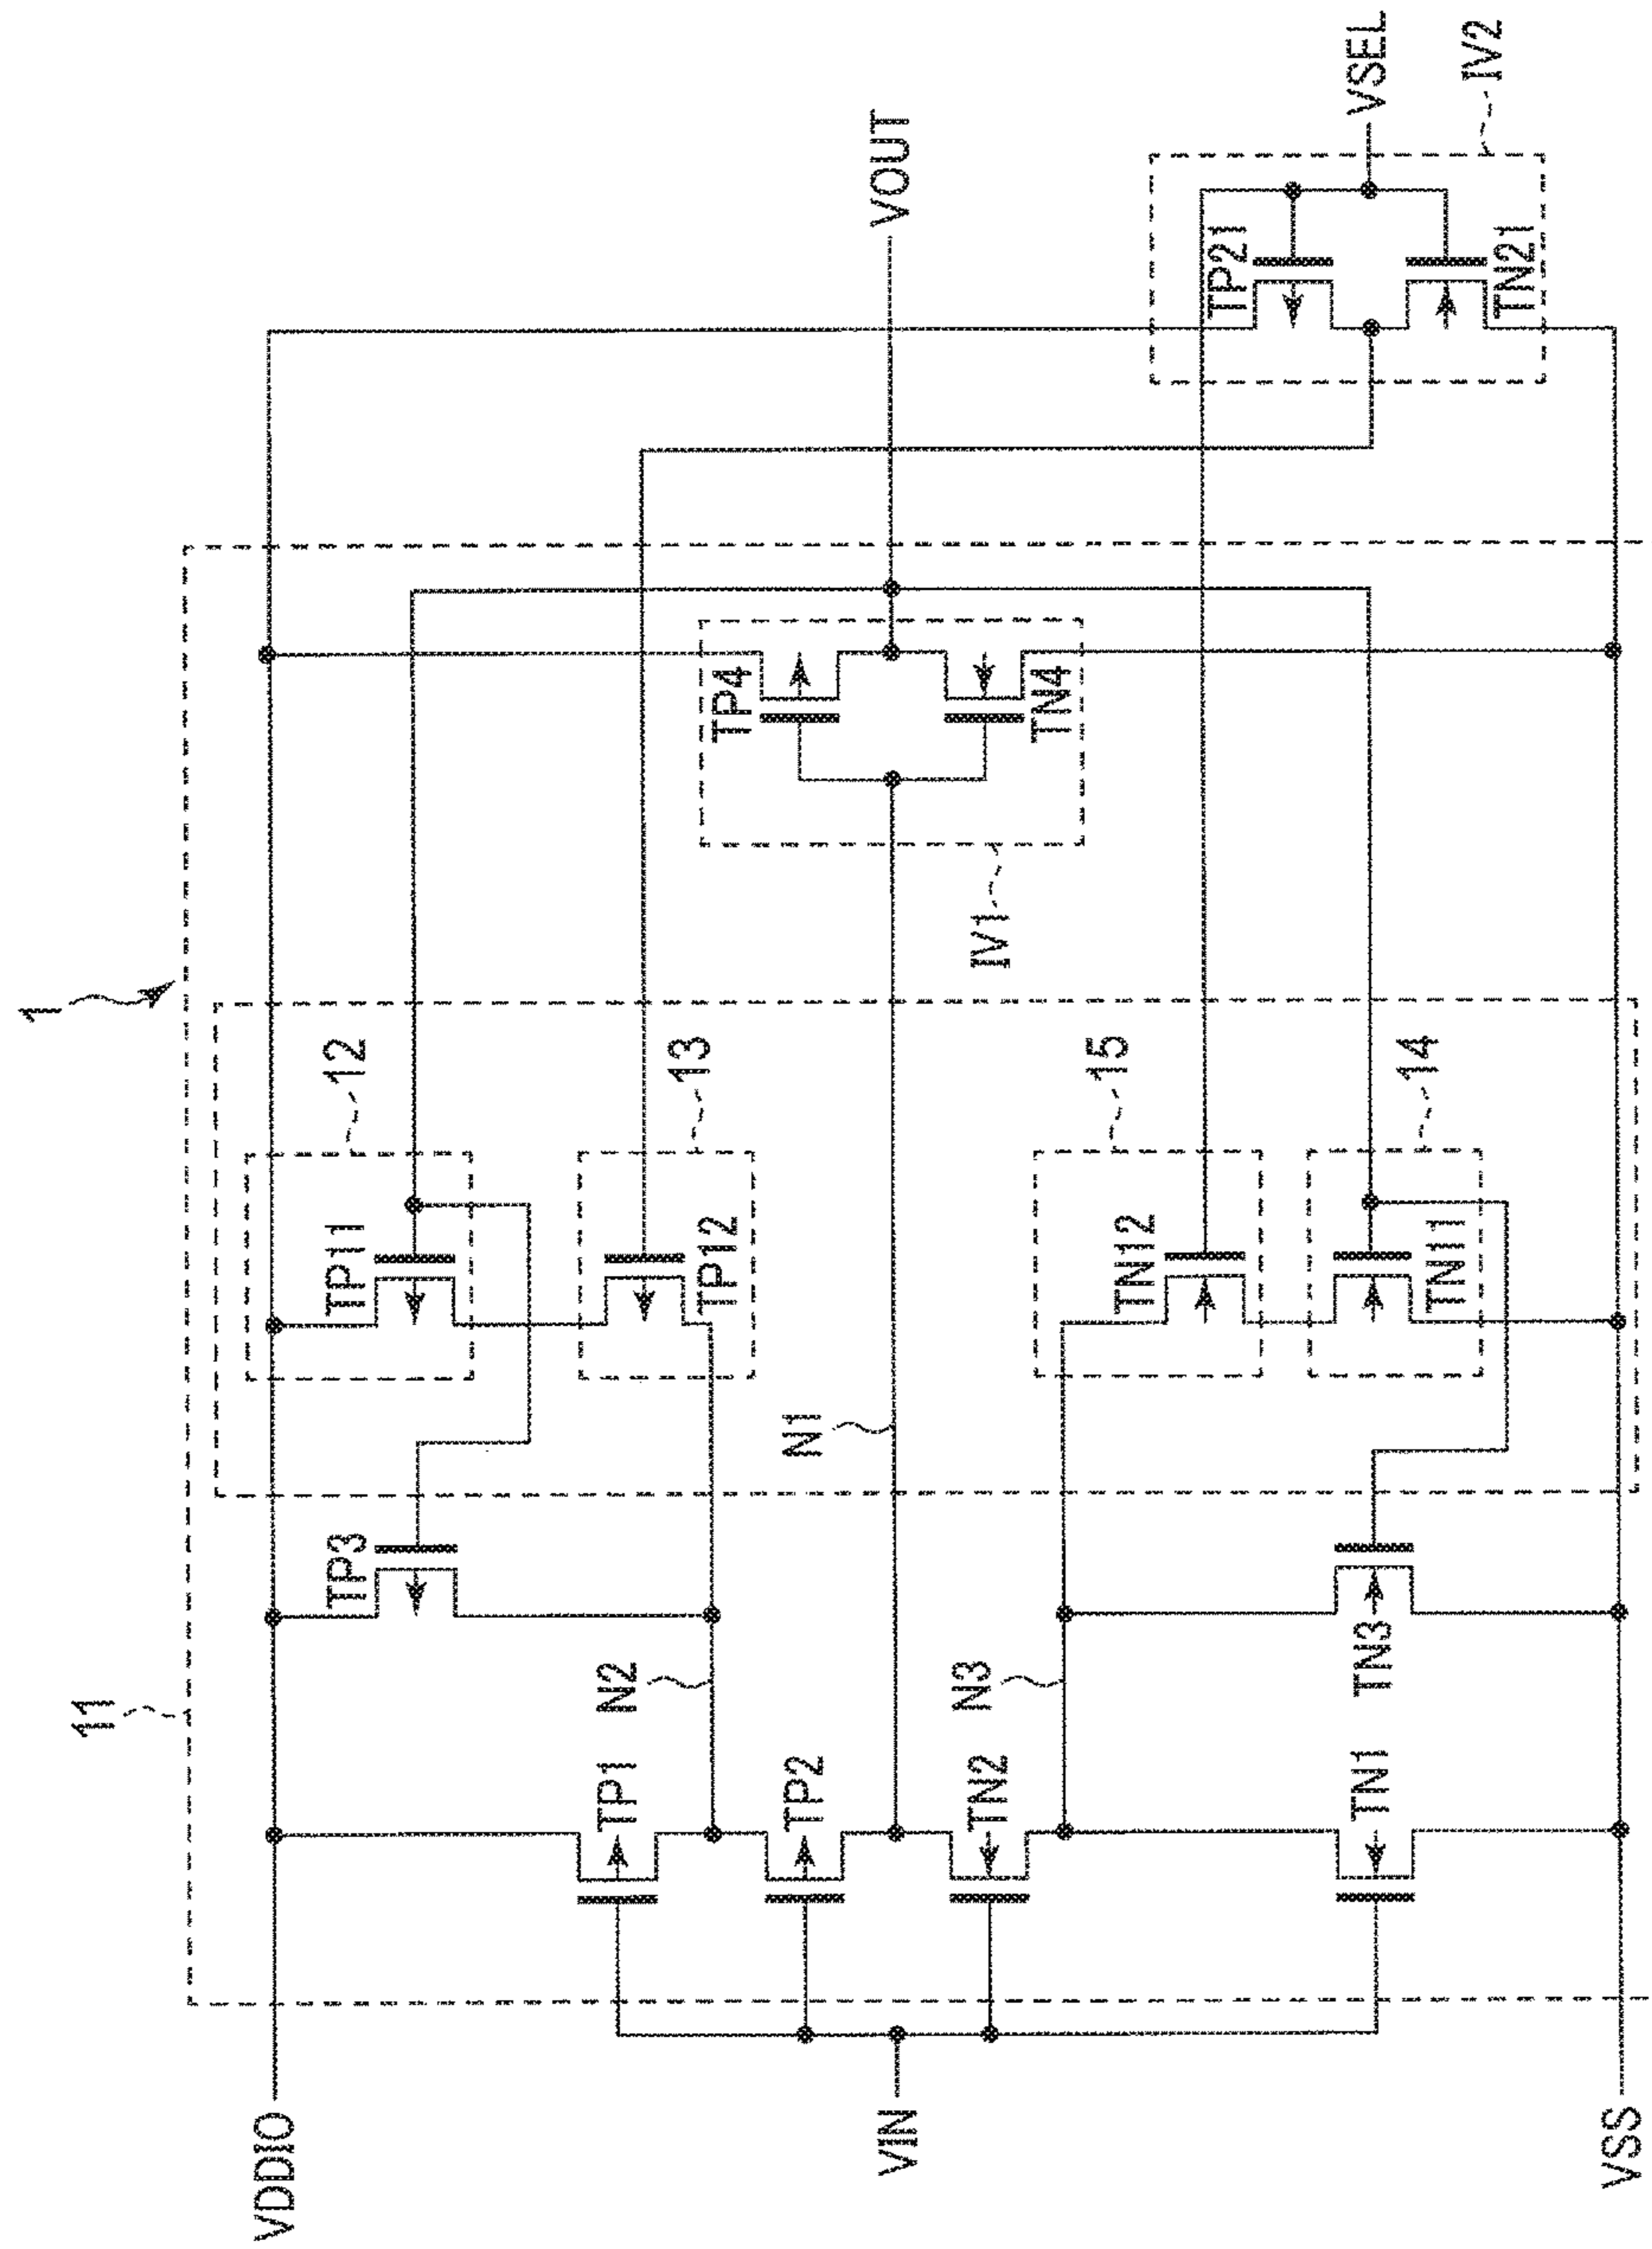 1
11
VDDIO
VIN
VSS
TP1
TP2
TN2
TN1
N2
N3
TP3
TN3
N1
TP11
12
TP12
13
TN12
15
TN11
14
IV1
TP4
TN4
VOUT
TP21
TN21
VSEL
IV2